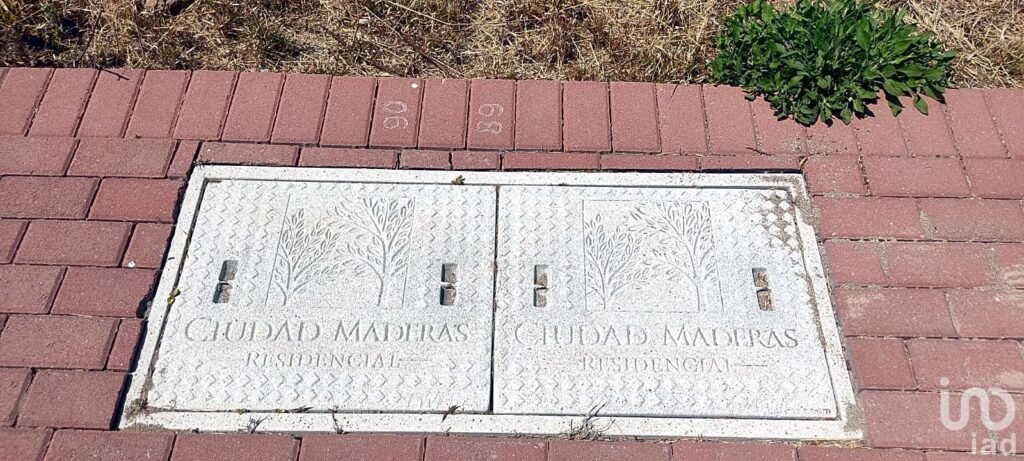 90
89
CIUDAD MADERAS
RESIDENCIAL
CIUDAD MADERAS
RESIDENCIAL
iad